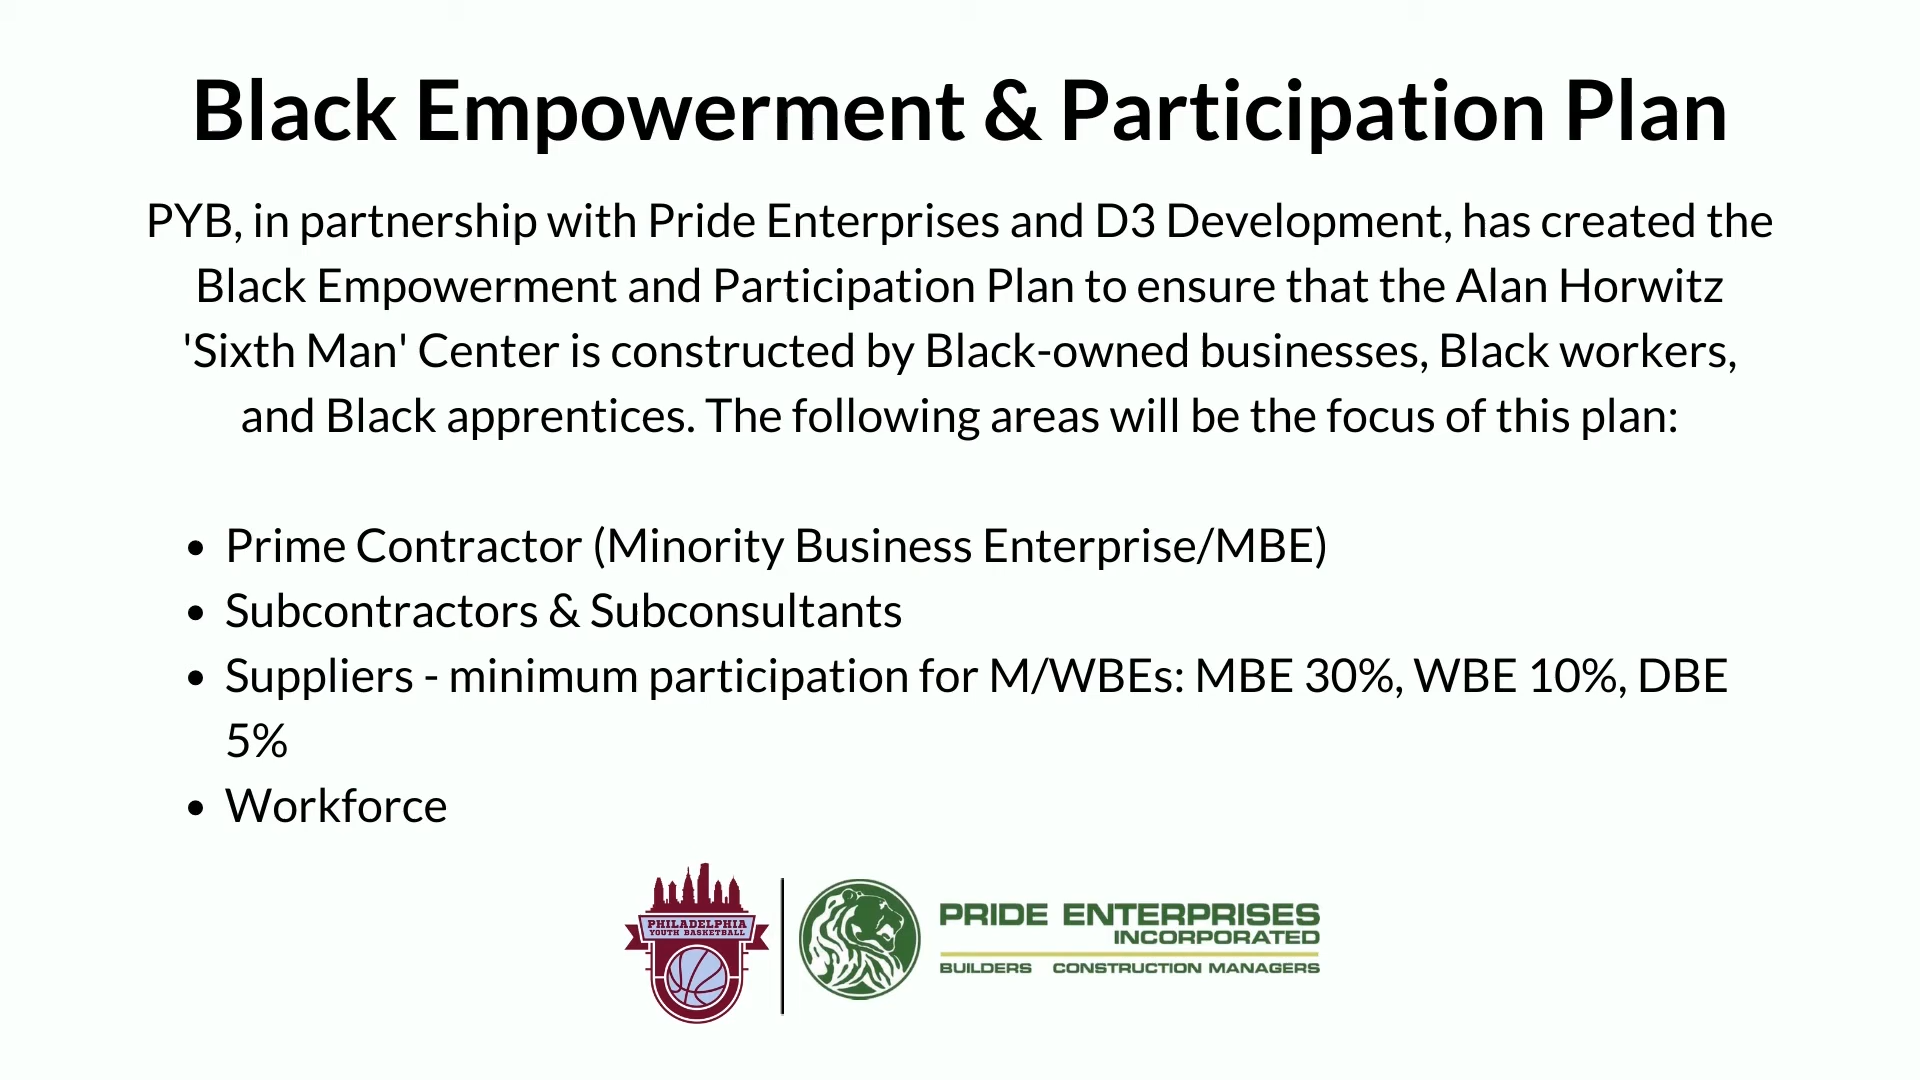 Black Empowerment & Participation Plan
PYB, in partnership with Pride Enterprises and D3 Development, has created the
Black Empowerment and Participation Plan to ensure that the Alan Horwitz
'Sixth Man' Center is constructed by Black-owned businesses, Black workers,
and Black apprentices. The following areas will be the focus of this plan:
• Prime Contractor (Minority Business Enterprise/MBE)
• Subcontractors & Subconsultants
• Suppliers - minimum participation for M/WBEs: MBE 30%, WBE 10%, DBE
5%
• Workforce
PHILADELPHIA
YOUTH BASKETBALL
PRIDE ENTERPRISES
INCORPORATED
BUILDERS CONSTRUCTION MANAGERS